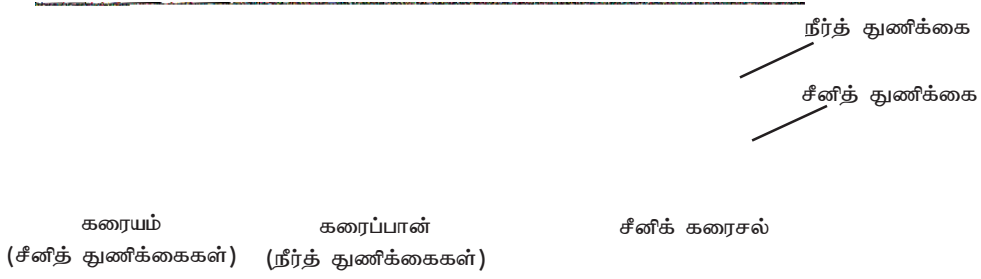 நீர்த் துணிக்கை
சீனித் துணிக்கை
கரையம்
(சீனித் துணிக்கைகள்)
கரைப்பான்
(நீர்த் துணிக்கைகள்)
சீனிக் கரைசல்